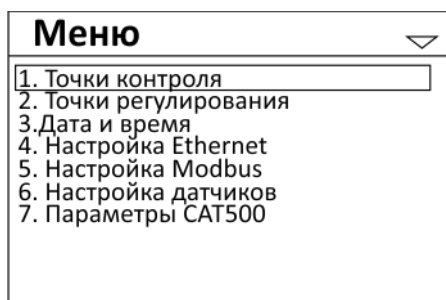 Меню
1. Точки контроля
2. Точки регулирования
3.Дата и время
4. Настройка Ethernet
5. Настройка Modbus
6. Настройка датчиков
7. Параметры САТ500